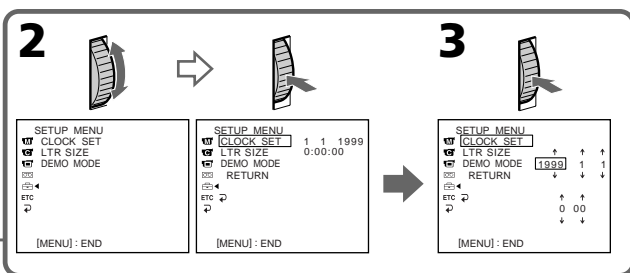 2
3
SETUP MENU
CLOCK SET
LTR SIZE
DEMO MODE
ETC
[MENU] : END
SETUP MENU
CLOCK SET 1 1 1999
LTR SIZE 0:00:00
DEMO MODE
RETURN
ETC
[MENU] : END
SETUP MENU
CLOCK SET
LTR SIZE
DEMO MODE 1999 1 1
RETURN
ETC
0 00
[MENU] : END